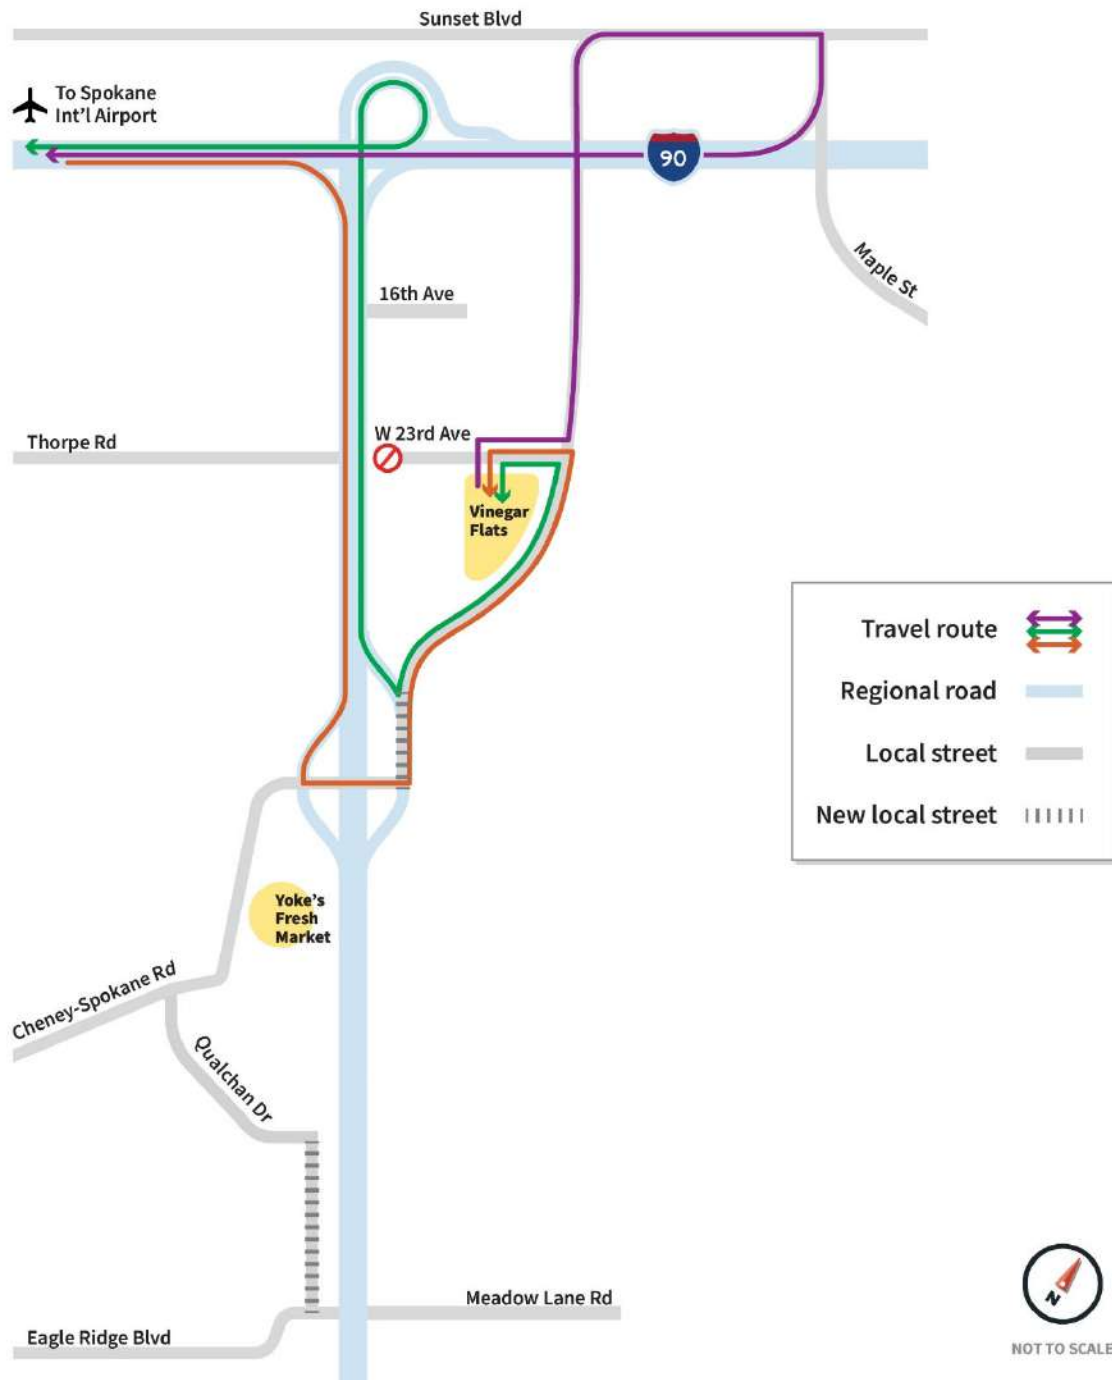 Sunset Blvd
To Spokane
Int'l Airport
90
Maple St
16th Ave
Thorpe Rd
W 23rd Ave
Vinegar
Flats
Travel route
Regional road
Local street
New local street
Yoke's
Fresh
Market
Cheney-Spokane Rd
Qualchan Dr
Meadow Lane Rd
Eagle Ridge Blvd
N
NOT TO SCALE